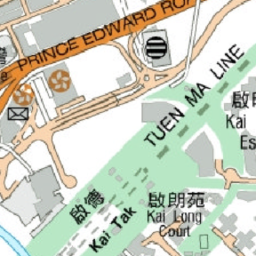 PRINCE EDWARD RO
TUEN MA LINE
啟德
Kai Tak
啟朗苑
Kai Long
Court
啟
Kai
Es